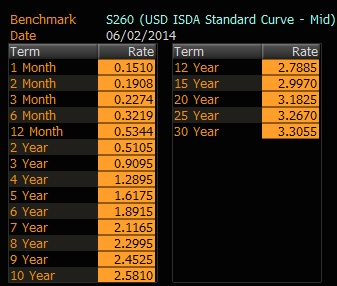 Benchmark S260 (USD ISDA Standard Curve - Mid)
Date 06/02/2014
Term Rate
1 Month 0.1510
2 Month 0.1908
3 Month 0.2274
6 Month 0.3219
12 Month 0.5344
2 Year 0.5105
3 Year 0.9095
4 Year 1.2895
5 Year 1.6175
6 Year 1.8915
7 Year 2.1165
8 Year 2.2995
9 Year 2.4525
10 Year 2.5810
Term Rate
12 Year 2.7885
15 Year 2.9970
20 Year 3.1825
25 Year 3.2670
30 Year 3.3055